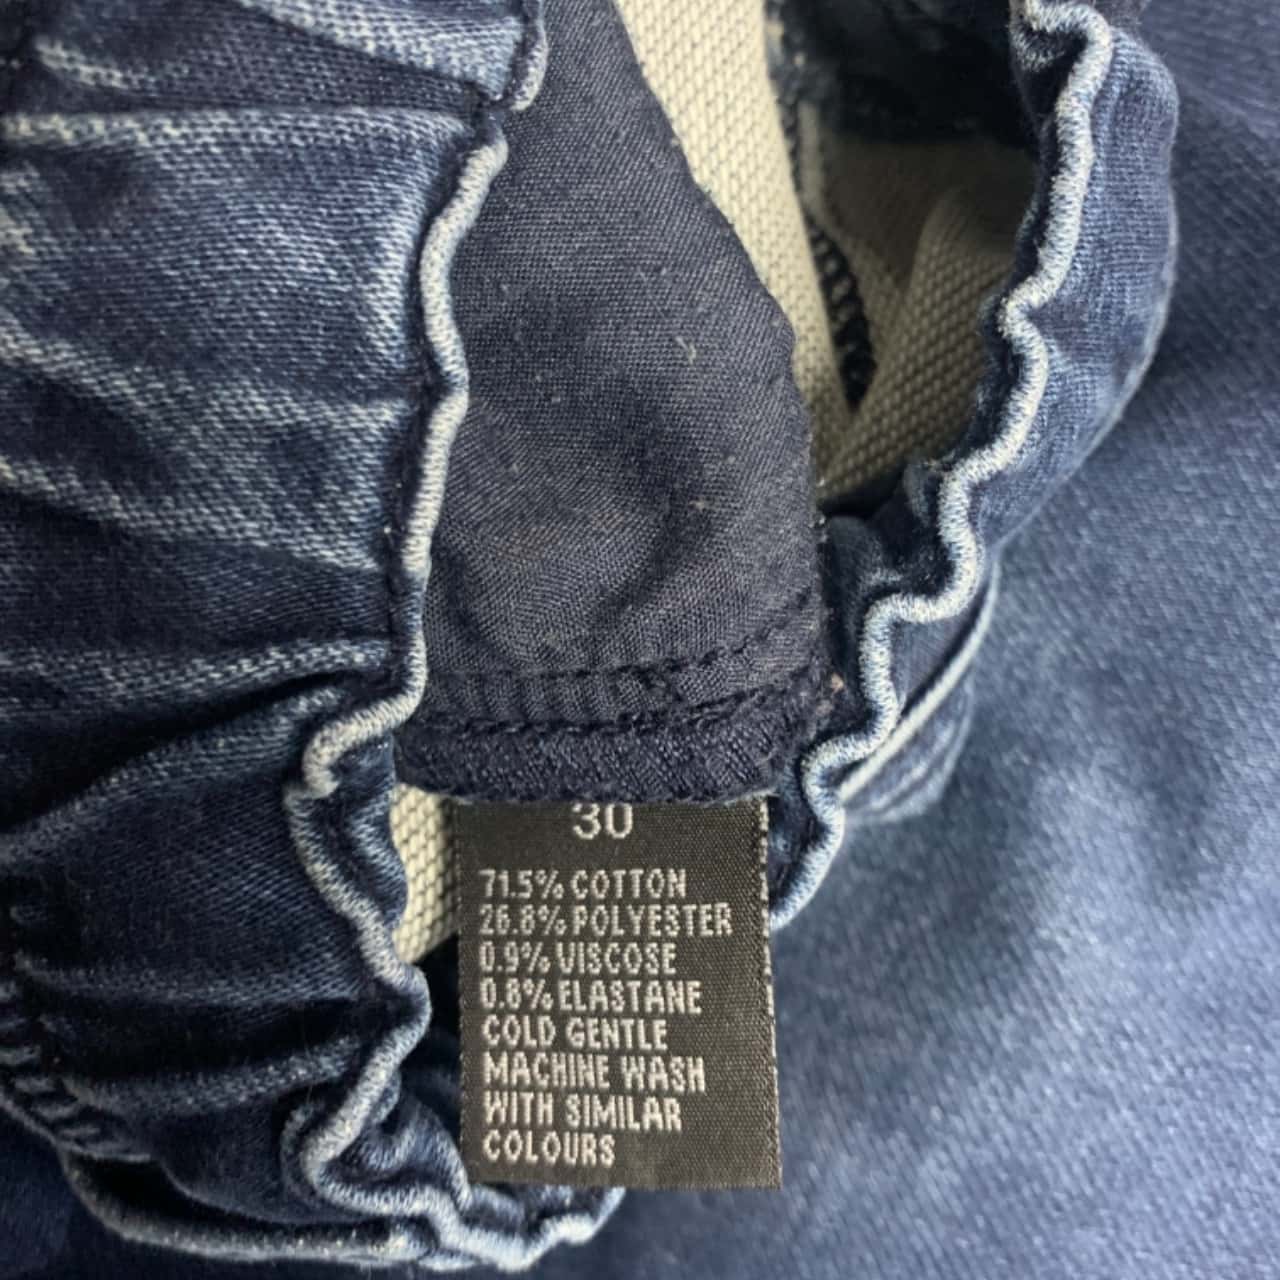 30
71.5% COTTON
26.8% POLYESTER
0.9% VISCOSE
0.8% ELASTANE
COLD GENTLE
MACHINE WASH
WITH SIMILAR
COLOURS